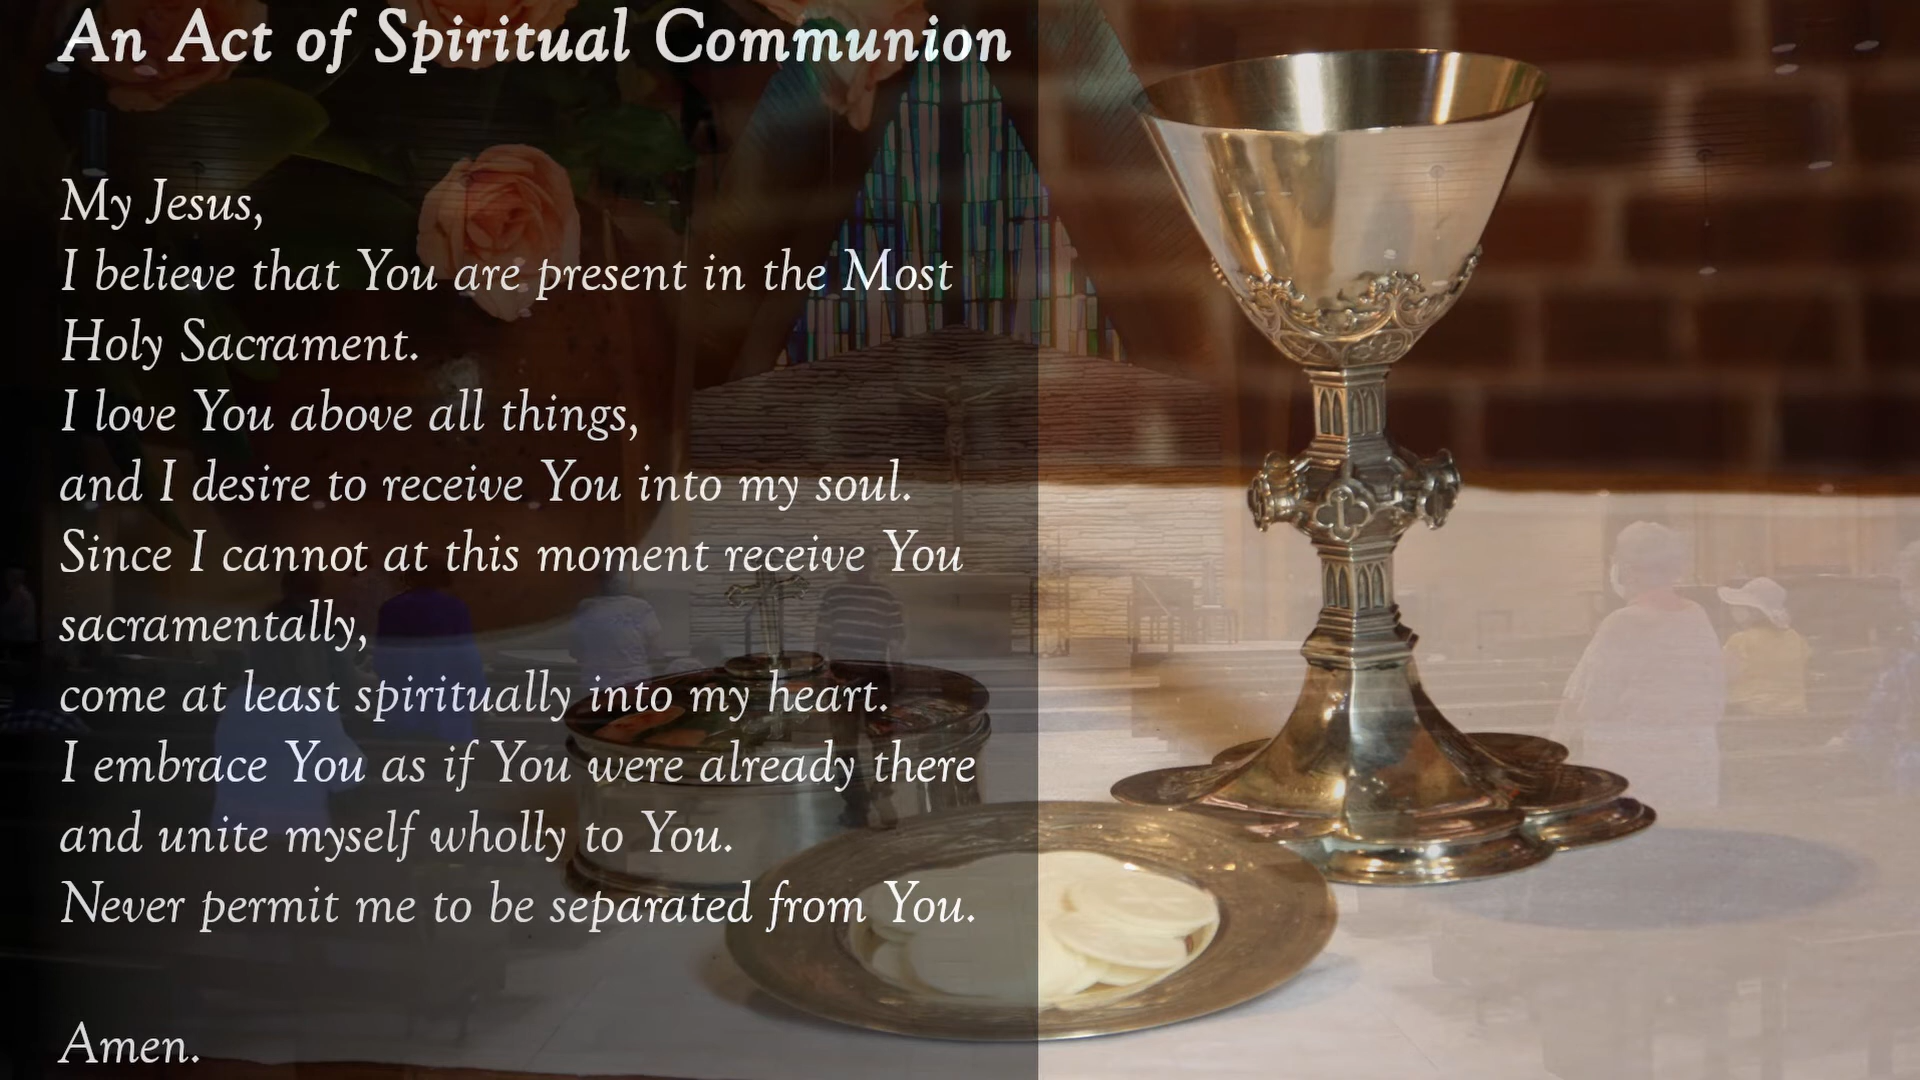 An Act of Spiritual Communion
My Jesus,
I believe that You are present in the Most
Holy Sacrament.
I love You above all things,
and I desire to receive You into my soul.
Since I cannot at this moment receive You
sacramentally,
come at least spiritually into my heart.
I embrace You as if You were already there
and unite myself wholly to You.
Never permit me to be separated from You.
Amen.